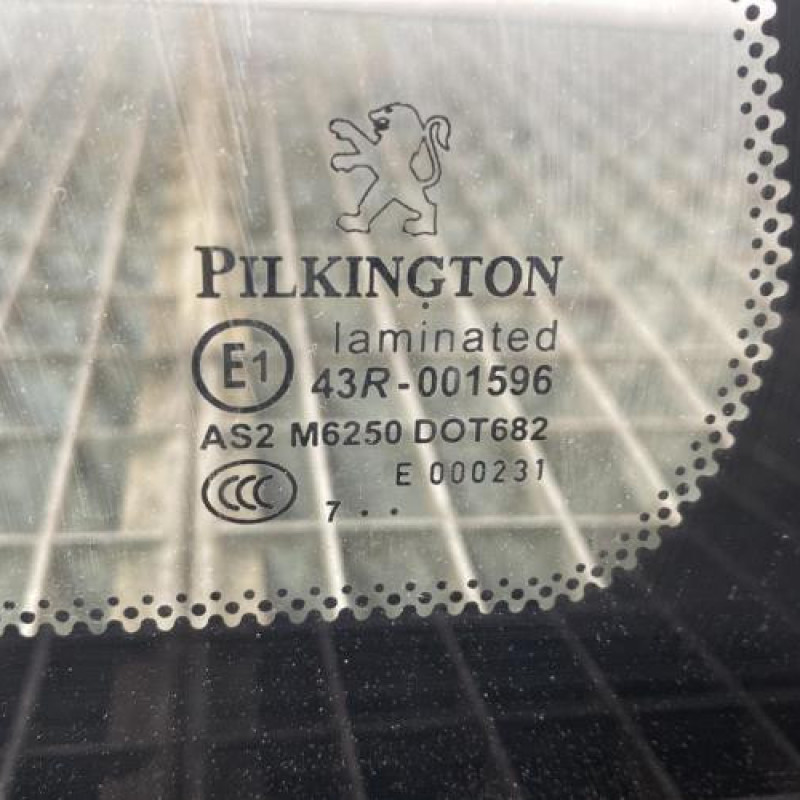 PILKINGTON
laminated
E1
43R-001596
AS2 M6250 DOT682
E 000231
CCC
7 . .